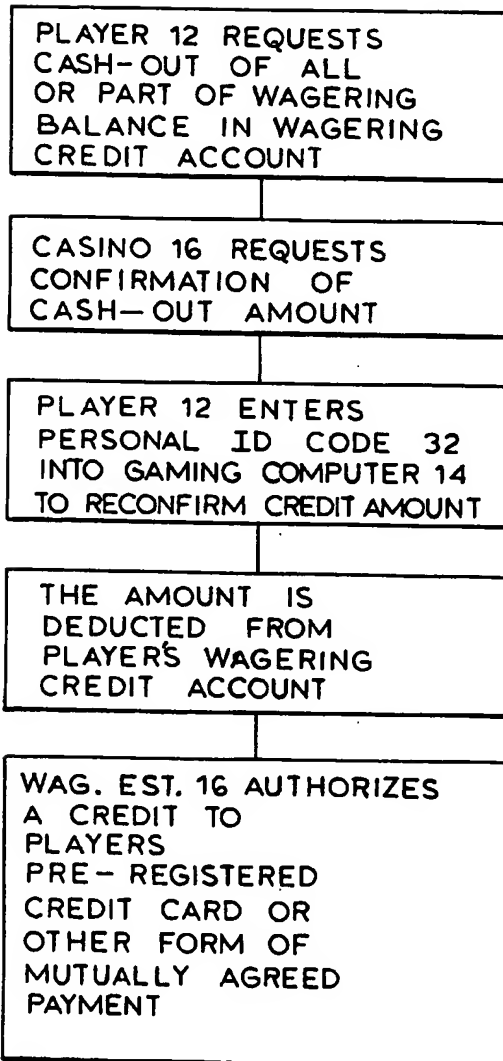 PLAYER 12 REQUESTS
CASH-OUT OF ALL
OR PART OF WAGERING
BALANCE IN WAGERING
CREDIT ACCOUNT
CASINO 16 REQUESTS
CONFIRMATION OF
CASH-OUT AMOUNT
PLAYER 12 ENTERS
PERSONAL ID CODE 32
INTO GAMING COMPUTER 14
TO RECONFIRM CREDIT AMOUNT
THE AMOUNT IS
DEDUCTED FROM
PLAYER'S WAGERING
CREDIT ACCOUNT
WAG. EST. 16 AUTHORIZES
A CREDIT TO
PLAYERS
PRE-REGISTERED
CREDIT CARD OR
OTHER FORM OF
MUTUALLY AGREED
PAYMENT